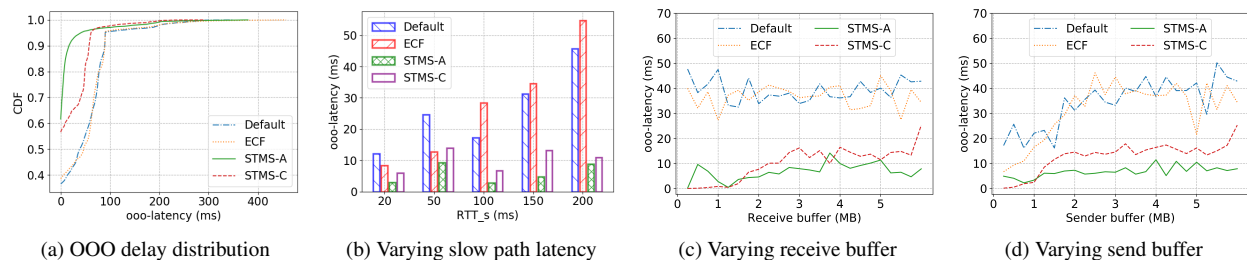 1.0
0.9
0.8
0.7
0.6
0.5
0.4
CDF
0 100 200 300 400
ooo-latency (ms)
Default
ECF
STMS-A
STMS-C
(a) OOO delay distribution
50
40
30
20
10
0
ooo-latency (ms)
20 50 100 150 200
RTT_s (ms)
Default
ECF
STMS-A
STMS-C
(b) Varying slow path latency
70
60
50
40
30
20
10
0
ooo-latency (ms)
0 1 2 3 4 5
Receive buffer (MB)
Default STMS-A
ECF STMS-C
(c) Varying receive buffer
70
60
50
40
30
20
10
0
ooo-latency (ms)
0 1 2 3 4 5
Sender buffer (MB)
Default STMS-A
ECF STMS-C
(d) Varying send buffer